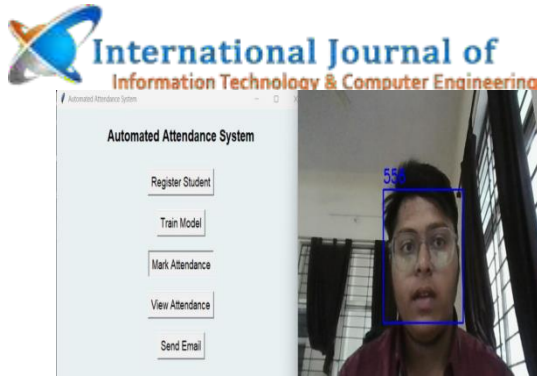 International Journal of
Information Technology & Computer Engineering
Automated Attendance System
Automated Attendance System
Register Student
Train Model
Mark Attendance
View Attendance
Send Email